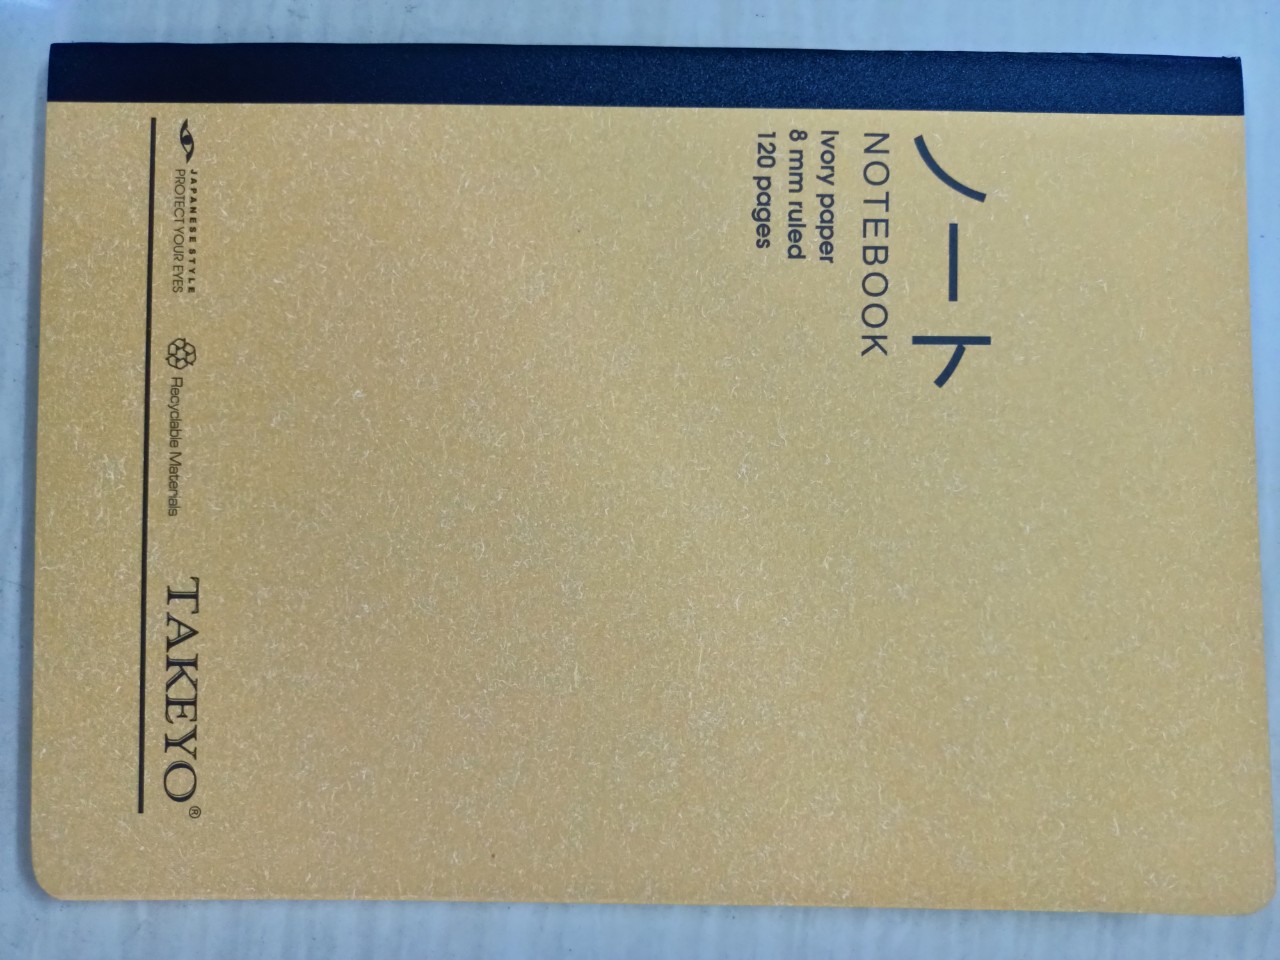 ノート
NOTEBOOK
Ivory paper
8 mm ruled
120 pages
JAPANESE STYLE
PROTECT YOUR EYES
Recyclable Materials
TAKEYO®